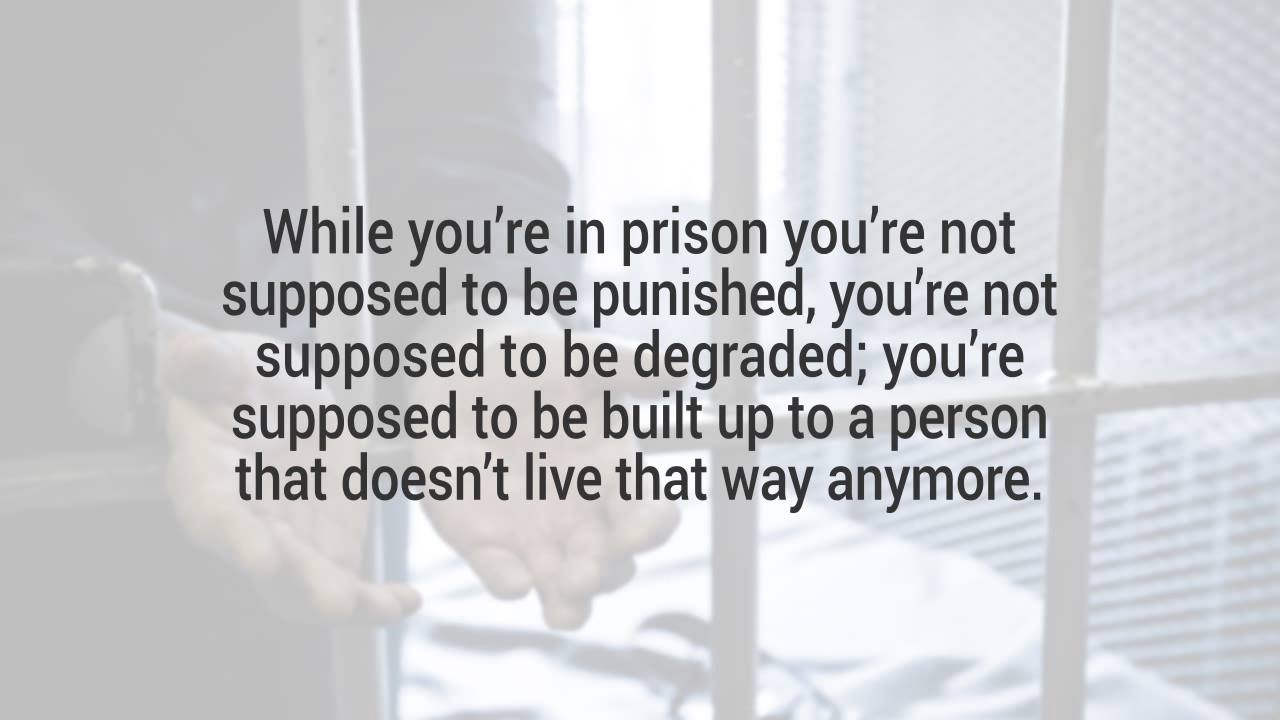 While you’re in prison you’re not
supposed to be punished, you’re not
supposed to be degraded; you’re
supposed to be built up to a person
that doesn’t live that way anymore.